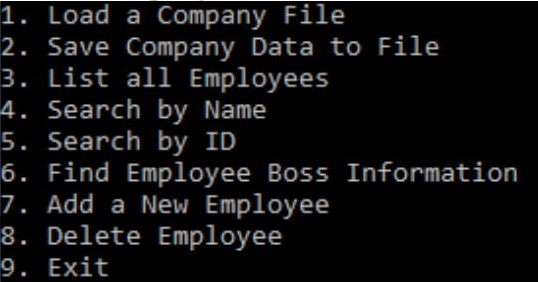 1. Load a Company File
2. Save Company Data to File
3. List all Employees
4. Search by Name
5. Search by ID
6. Find Employee Boss Information
7. Add a New Employee
8. Delete Employee
9. Exit